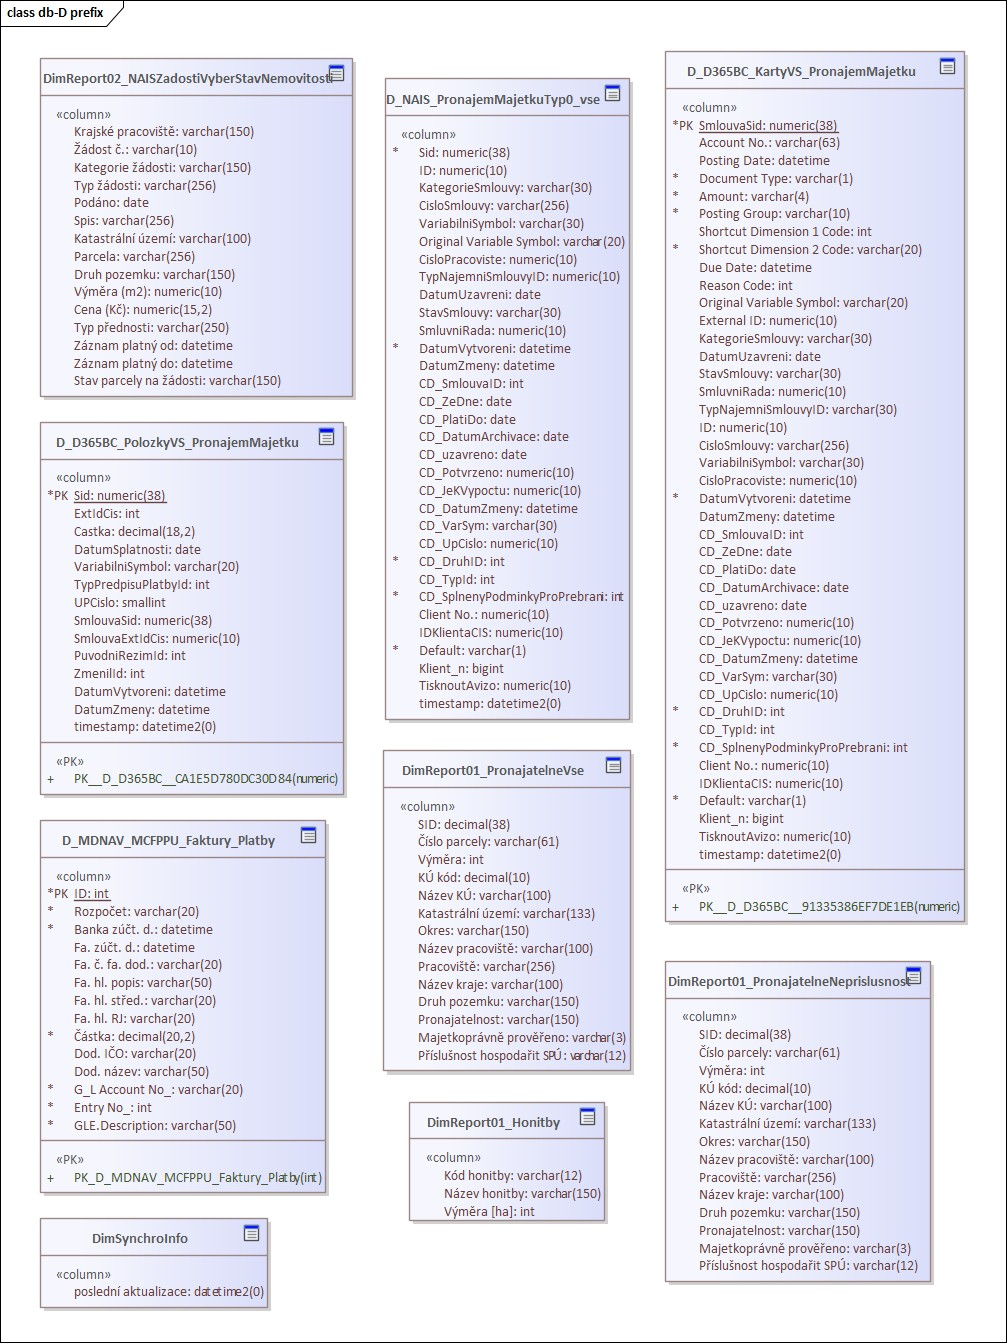 class db-D prefix
DimReport02_NAISZadostiVyberStavNemovitosti
«column»
Krajské pracoviště: varchar(150)
Žádost č.: varchar(10)
Kategorie žádosti: varchar(150)
Typ žádosti: varchar(256)
Podáno: date
Spis: varchar(256)
Katastrální území: varchar(100)
Parcela: varchar(256)
Druh pozemku: varchar(150)
Výměra (m2): numeric(10)
Cena (Kč): numeric(15,2)
Typ přednosti: varchar(250)
Záznam platný od: datetime
Záznam platný do: datetime
Stav parcely na žádosti: varchar(150)
D_D365BC_PolozkyVS_PronajemMajetku
«column»
*PK Sid: numeric(38)
ExtIdCis: int
Castka: decimal(18,2)
DatumSplatnosti: date
VariabilniSymbol: varchar(20)
TypPredpisuPlatbyId: int
UPCislo: smallint
SmlouvaSid: numeric(38)
SmlouvaExtIdCis: numeric(10)
PuvodniRezimId: int
ZmenilId: int
DatumVytvoreni: datetime
DatumZmeny: datetime
timestamp: datetime2(0)
«PK»
+ PK__D_D365BC__CA1E5D780DC30D84(numeric)
D_MDNAV_MCFPPU_Faktury_Platby
«column»
*PK ID: int
* Rozpočet: varchar(20)
* Banka zúčt. d.: datetime
Fa. zúčt. d.: datetime
Fa. č. fa. dod.: varchar(20)
Fa. hl. popis: varchar(50)
Fa. hl. střed.: varchar(20)
Fa. hl. RJ: varchar(20)
* Částka: decimal(20,2)
Dod. IČO: varchar(20)
Dod. název: varchar(50)
* G_L Account No_: varchar(20)
* Entry No_: int
* GLE.Description: varchar(50)
«PK»
+ PK_D_MDNAV_MCFPPU_Faktury_Platby(int)
DimSynchroInfo
«column»
poslední aktualizace: datetime2(0)
D_NAIS_PronajemMajetkuTyp0_vse
«column»
* Sid: numeric(38)
ID: numeric(10)
KategorieSmlouvy: varchar(30)
CisloSmlouvy: varchar(256)
VariabilniSymbol: varchar(30)
Original Variable Symbol: varchar(20)
CisloPracoviste: numeric(10)
TypNajemniSmlouvyID: numeric(10)
DatumUzavreni: date
StavSmlouvy: varchar(30)
SmluvniRada: numeric(10)
* DatumVytvoreni: datetime
DatumZmeny: datetime
CD_SmlouvaID: int
CD_ZeDne: date
CD_PlatiDo: date
CD_DatumArchivace: date
CD_uzavreno: date
CD_Potvrzeno: numeric(10)
CD_JeKVypoctu: numeric(10)
CD_DatumZmeny: datetime
CD_VarSym: varchar(30)
CD_UpCislo: numeric(10)
* CD_DruhID: int
CD_TypId: int
* CD_SplnenyPodminkyProPrebrani: int
Client No.: numeric(10)
IDKlientaCIS: numeric(10)
* Default: varchar(1)
Klient_n: bigint
TisknoutAvizo: numeric(10)
timestamp: datetime2(0)
DimReport01_PronajatelneVse
«column»
SID: decimal(38)
Číslo parcely: varchar(61)
Výměra: int
KÚ kód: decimal(10)
Název KÚ: varchar(100)
Katastrální území: varchar(133)
Okres: varchar(150)
Název pracoviště: varchar(100)
Pracoviště: varchar(256)
Název kraje: varchar(100)
Druh pozemku: varchar(150)
Pronajatelnost: varchar(150)
Majetkoprávně prověřeno: varchar(3)
Příslušnost hospodařit SPÚ: varchar(12)
DimReport01_Honitby
«column»
Kód honitby: varchar(12)
Název honitby: varchar(150)
Výměra [ha]: int
D_D365BC_KartyVS_PronajemMajetku
«column»
*PK SmlouvaSid: numeric(38)
Account No.: varchar(63)
Posting Date: datetime
* Document Type: varchar(1)
* Amount: varchar(4)
* Posting Group: varchar(10)
Shortcut Dimension 1 Code: int
* Shortcut Dimension 2 Code: varchar(20)
Due Date: datetime
Reason Code: int
Original Variable Symbol: varchar(20)
External ID: numeric(10)
KategorieSmlouvy: varchar(30)
DatumUzavreni: date
StavSmlouvy: varchar(30)
SmluvniRada: numeric(10)
TypNajemniSmlouvyID: varchar(30)
ID: numeric(10)
CisloSmlouvy: varchar(256)
VariabilniSymbol: varchar(30)
CisloPracoviste: numeric(10)
* DatumVytvoreni: datetime
DatumZmeny: datetime
CD_SmlouvaID: int
CD_ZeDne: date
CD_PlatiDo: date
CD_DatumArchivace: date
CD_uzavreno: date
CD_Potvrzeno: numeric(10)
CD_JeKVypoctu: numeric(10)
CD_DatumZmeny: datetime
CD_VarSym: varchar(30)
CD_UpCislo: numeric(10)
* CD_DruhID: int
CD_TypId: int
* CD_SplnenyPodminkyProPrebrani: int
Client No.: numeric(10)
IDKlientaCIS: numeric(10)
* Default: varchar(1)
Klient_n: bigint
TisknoutAvizo: numeric(10)
timestamp: datetime2(0)
«PK»
+ PK__D_D365BC__91335386EF7DE1EB(numeric)
DimReport01_PronajatelneNeprislusnost
«column»
SID: decimal(38)
Číslo parcely: varchar(61)
Výměra: int
KÚ kód: decimal(10)
Název KÚ: varchar(100)
Katastrální území: varchar(133)
Okres: varchar(150)
Název pracoviště: varchar(100)
Pracoviště: varchar(256)
Název kraje: varchar(100)
Druh pozemku: varchar(150)
Pronajatelnost: varchar(150)
Majetkoprávně prověřeno: varchar(3)
Příslušnost hospodařit SPÚ: varchar(12)